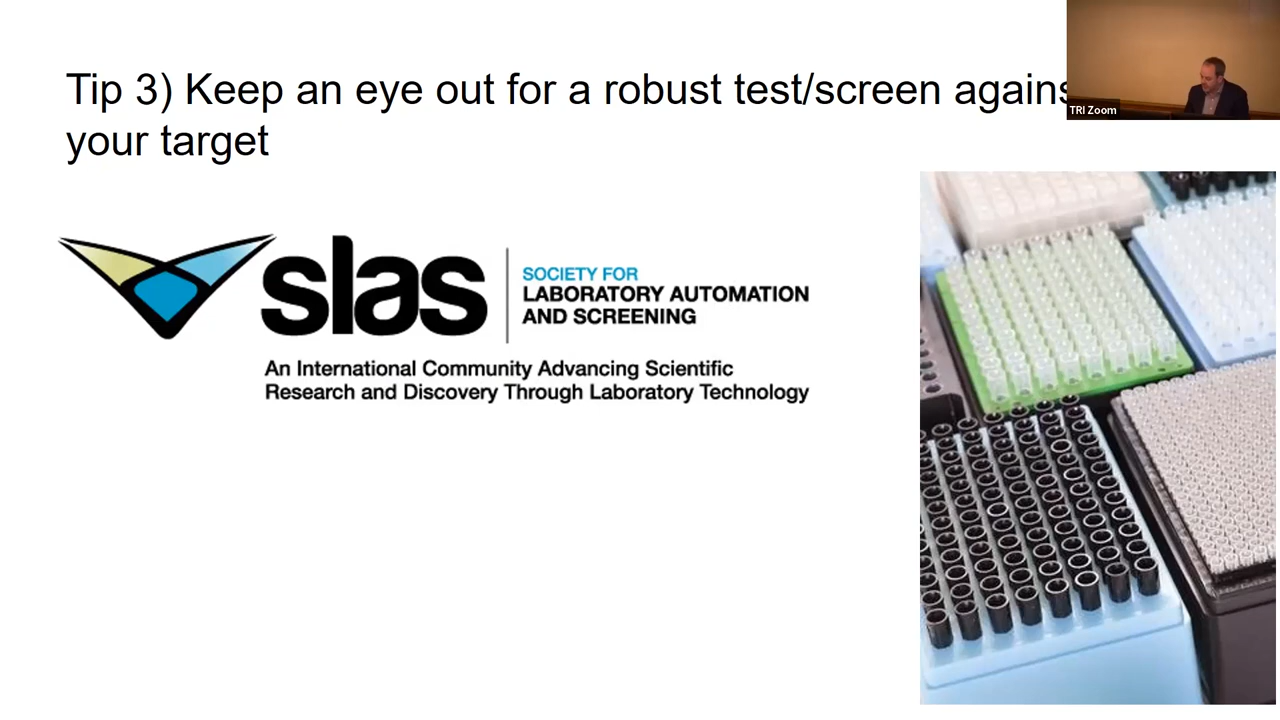 Tip 3) Keep an eye out for a robust test/screen agains
your target
TRI Zoom
slas
SOCIETY FOR
LABORATORY AUTOMATION
AND SCREENING
An International Community Advancing Scientific
Research and Discovery Through Laboratory Technology